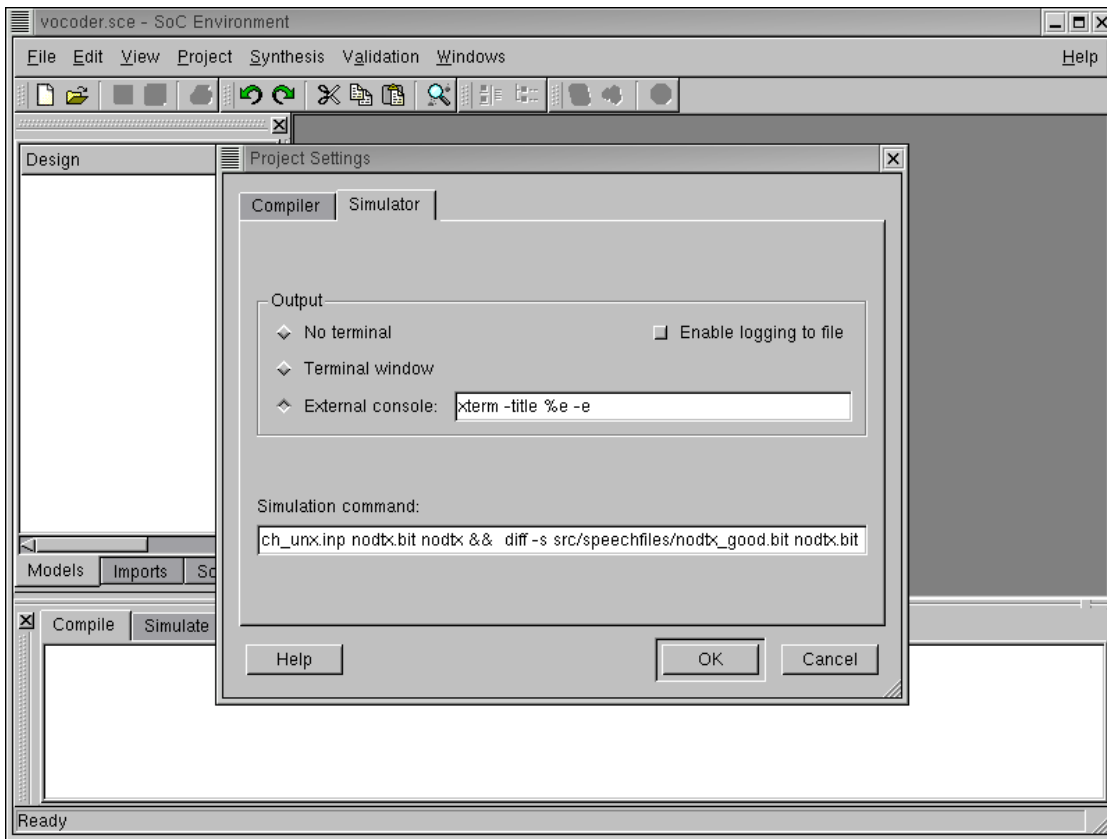 vocoder.sce - SoC Environment
File Edit View Project Synthesis Validation Windows Help
Design
Project Settings
Compiler Simulator
Output
No terminal Enable logging to file
Terminal window
External console: xterm -title %e -e
Simulation command:
ch_unx.inp nodtx.bit nodtx && diff -s src/speechfiles/nodtx_good.bit nodtx.bit
Models Imports So
Compile Simulate
Help OK Cancel
Ready